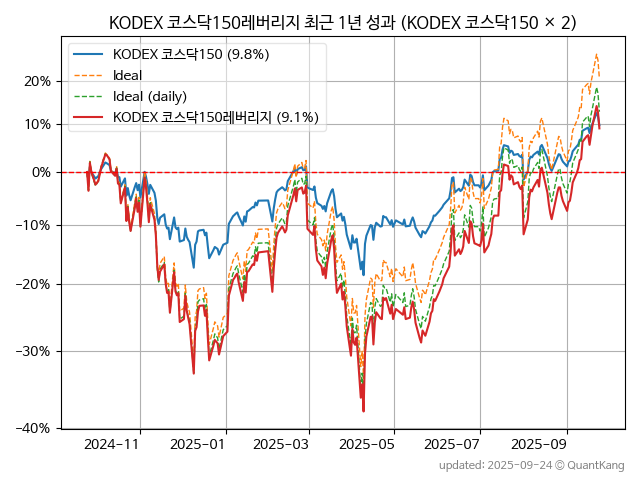 KODEX 코스닥150레버리지 최근 1년 성과 (KODEX 코스닥150 × 2)
KODEX 코스닥150 (9.8%)
Ideal
Ideal (daily)
KODEX 코스닥150레버리지 (9.1%)
20%
10%
0%
−10%
−20%
−30%
−40%
2024-11
2025-01
2025-03
2025-05
2025-07
2025-09
updated: 2025-09-24 © QuantKang